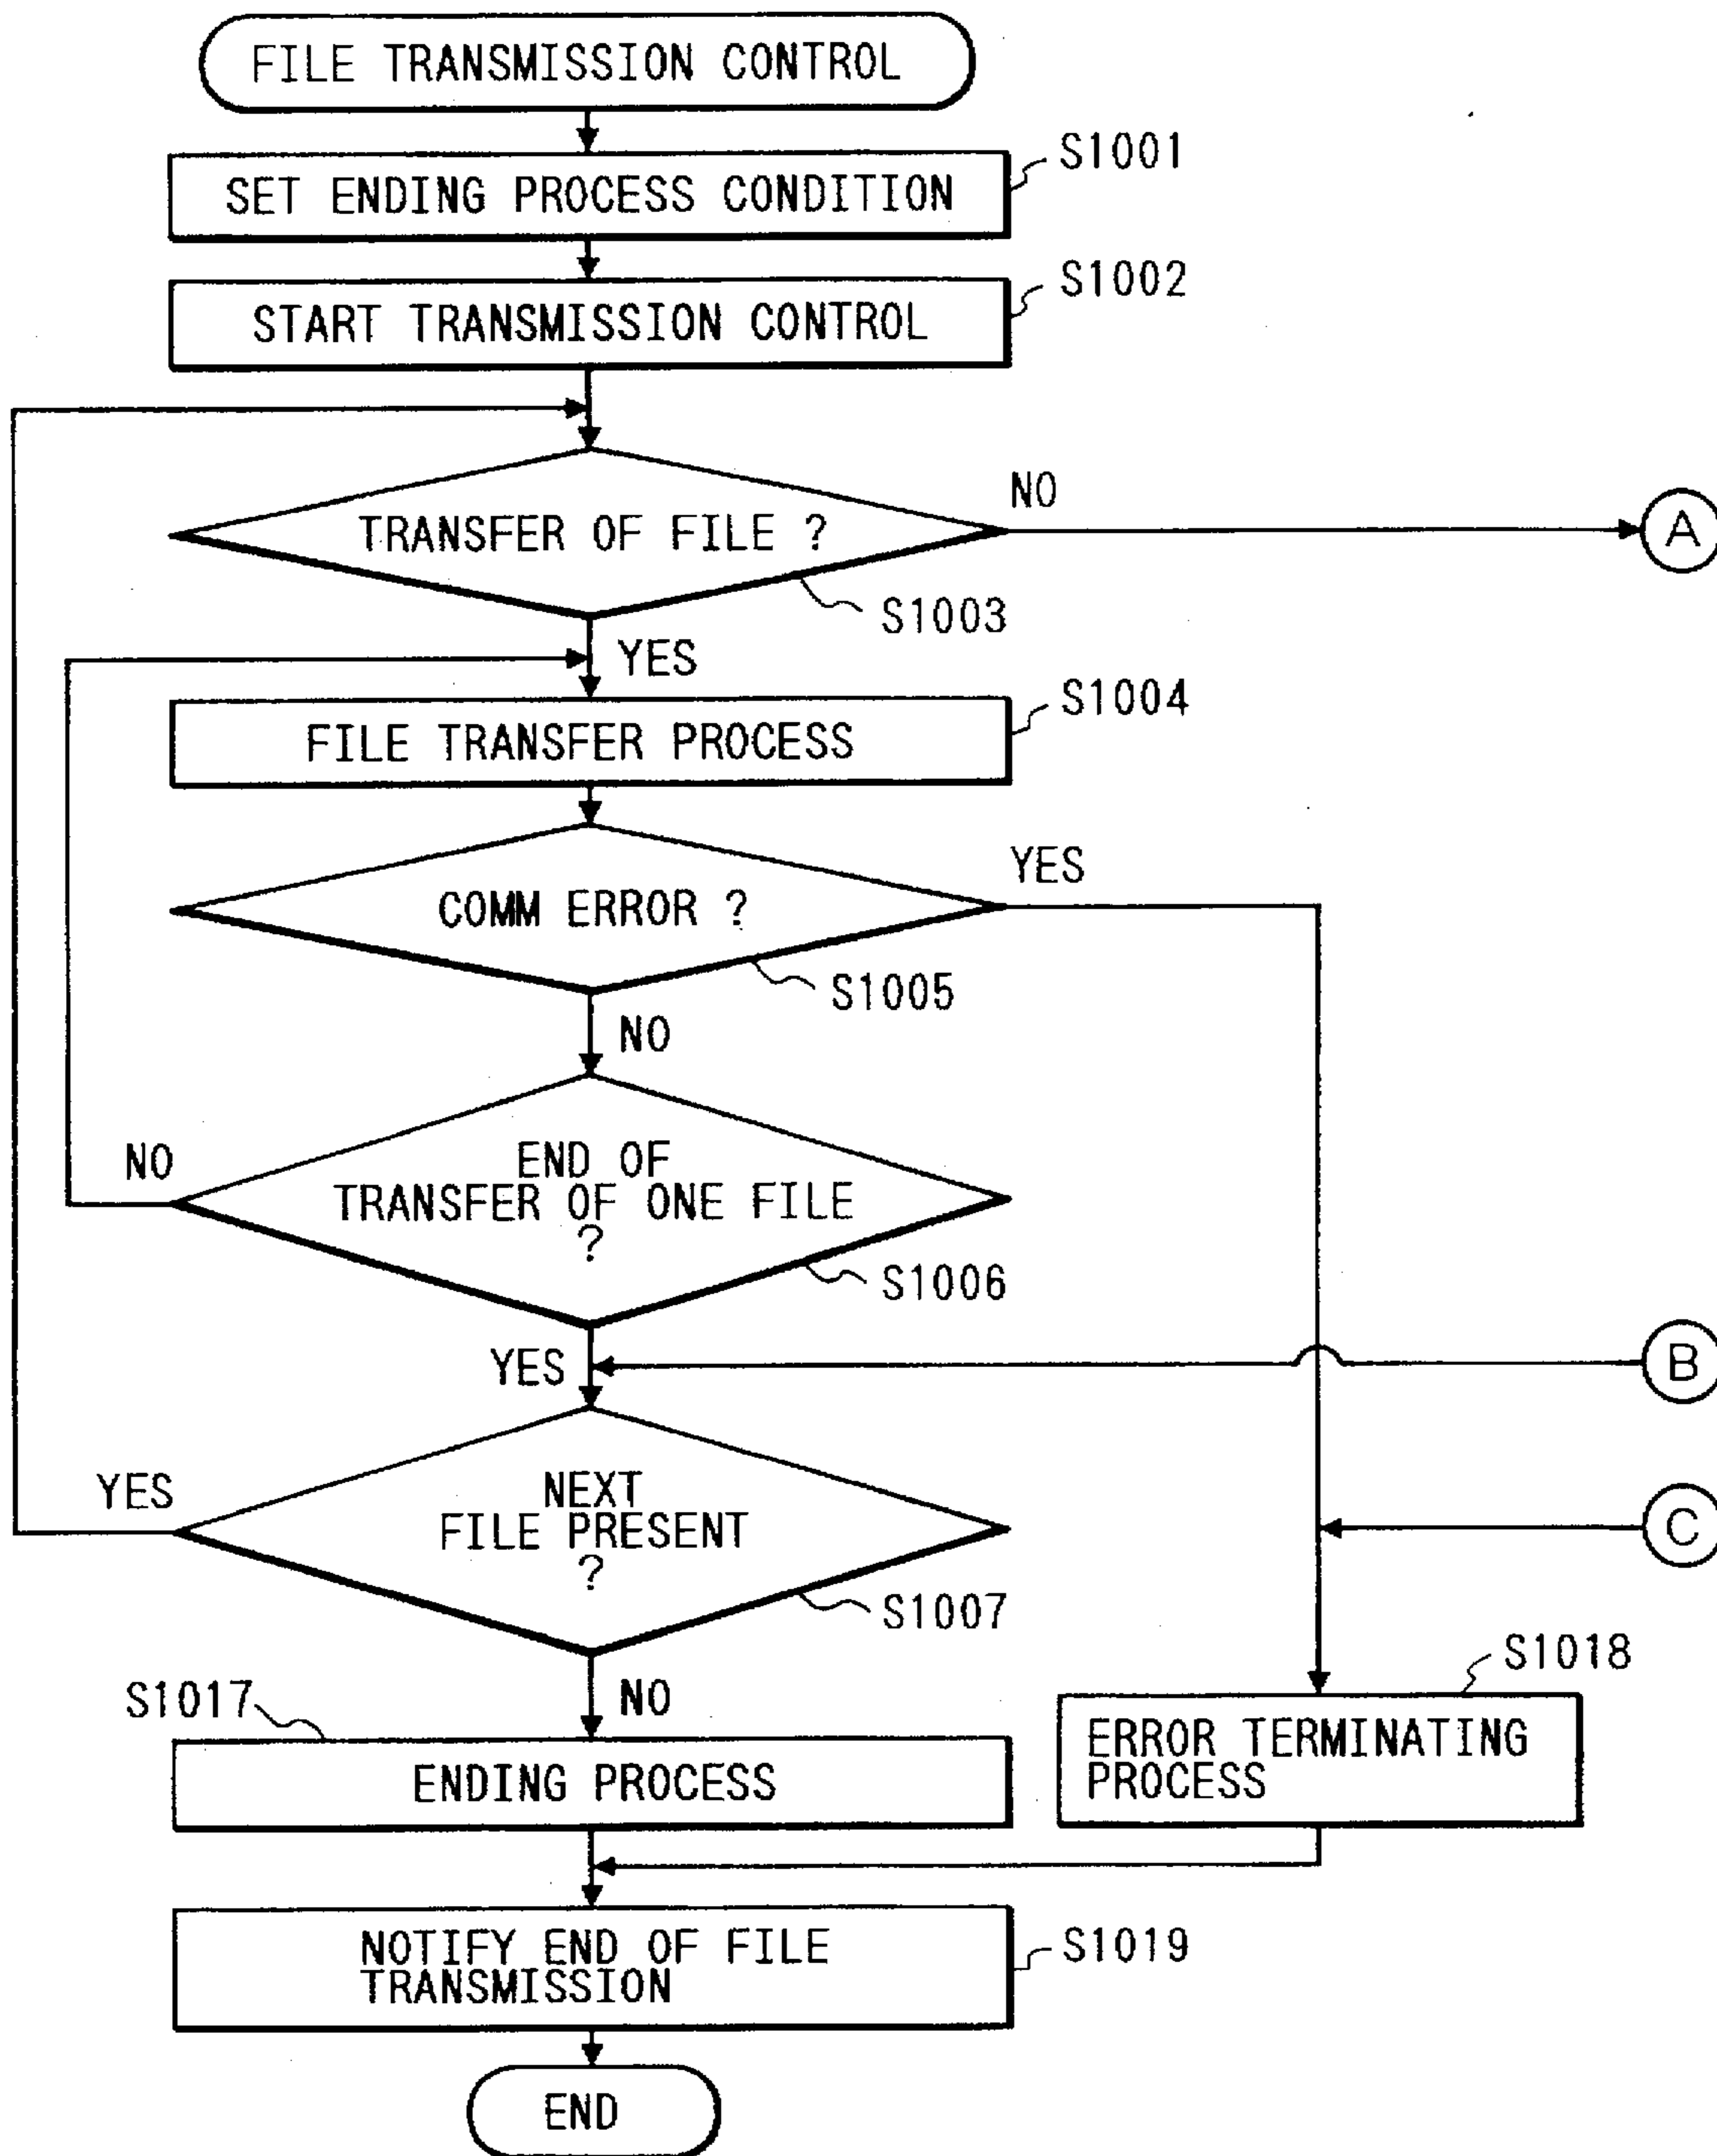 FILE TRANSMISSION CONTROL
S1001
SET ENDING PROCESS CONDITION
S1002
START TRANSMISSION CONTROL
NO
TRANSFER OF FILE ?
A
S1003
YES
S1004
FILE TRANSFER PROCESS
YES
COMM ERROR ?
S1005
NO
NO
END OF
TRANSFER OF ONE FILE
?
S1006
YES
B
YES
NEXT
FILE PRESENT
?
C
S1007
S1018
S1017
NO
ERROR TERMINATING
PROCESS
ENDING PROCESS
NOTIFY END OF FILE
TRANSMISSION
S1019
END